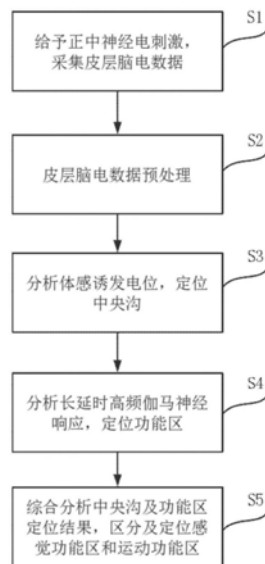 S1
给予正中神经电刺激，
采集皮层脑电数据
S2
皮层脑电数据预处理
S3
分析体感诱发电位，定位
中央沟
S4
分析长延时高频伽马神经
响应，定位功能区
S5
综合分析中央沟及功能区
定位结果，区分及定位感
觉功能区和运动功能区